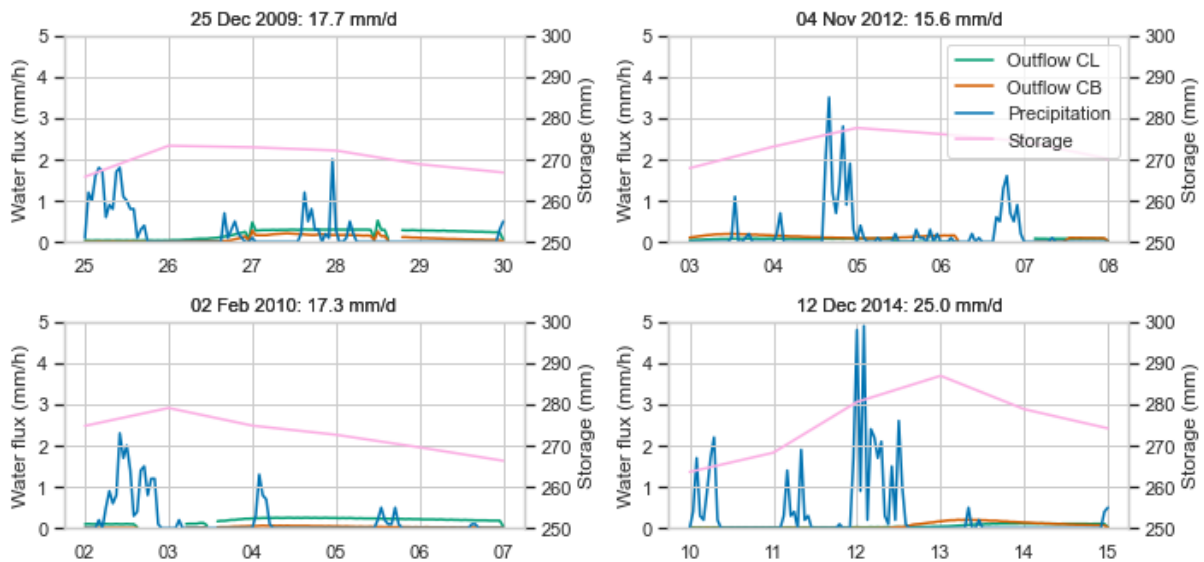 25 Dec 2009: 17.7 mm/d
Water flux (mm/h)
5
4
3
2
1
0
300
290
280
270
260
250
Storage (mm)
25 26 27 28 29 30
04 Nov 2012: 15.6 mm/d
Water flux (mm/h)
5
4
3
2
1
0
Outflow CL
Outflow CB
Precipitation
Storage
300
290
280
270
260
250
Storage (mm)
03 04 05 06 07 08
02 Feb 2010: 17.3 mm/d
Water flux (mm/h)
5
4
3
2
1
0
300
290
280
270
260
250
Storage (mm)
02 03 04 05 06 07
12 Dec 2014: 25.0 mm/d
Water flux (mm/h)
5
4
3
2
1
0
300
290
280
270
260
250
Storage (mm)
10 11 12 13 14 15